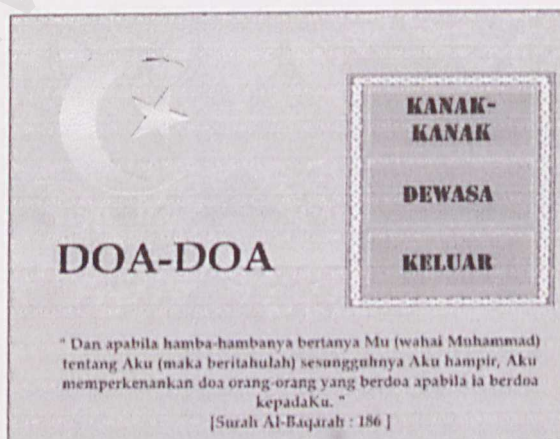 KANAK-
KANAK
DEWASA
DOA-DOA
KELUAR
" Dan apabila hamba-hambanya bertanya Mu (wahai Muhammad)
tentang Aku (maka beritahulah) sesungguhnya Aku hampir, Aku
memperkenankan doa orang-orang yang berdoa apabila ia berdoa
kepadaKu. "
[Surah Al-Baqarah : 186 ]